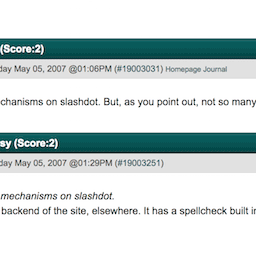 (Score:2)
day May 05, 2007 @01:06PM (#19003031) Homepage Journal
chanisms on slashdot. But, as you point out, not so many
sy (Score:2)
day May 05, 2007 @01:29PM (#19003251)
mechanisms on slashdot.
backend of the site, elsewhere. It has a spellcheck built in